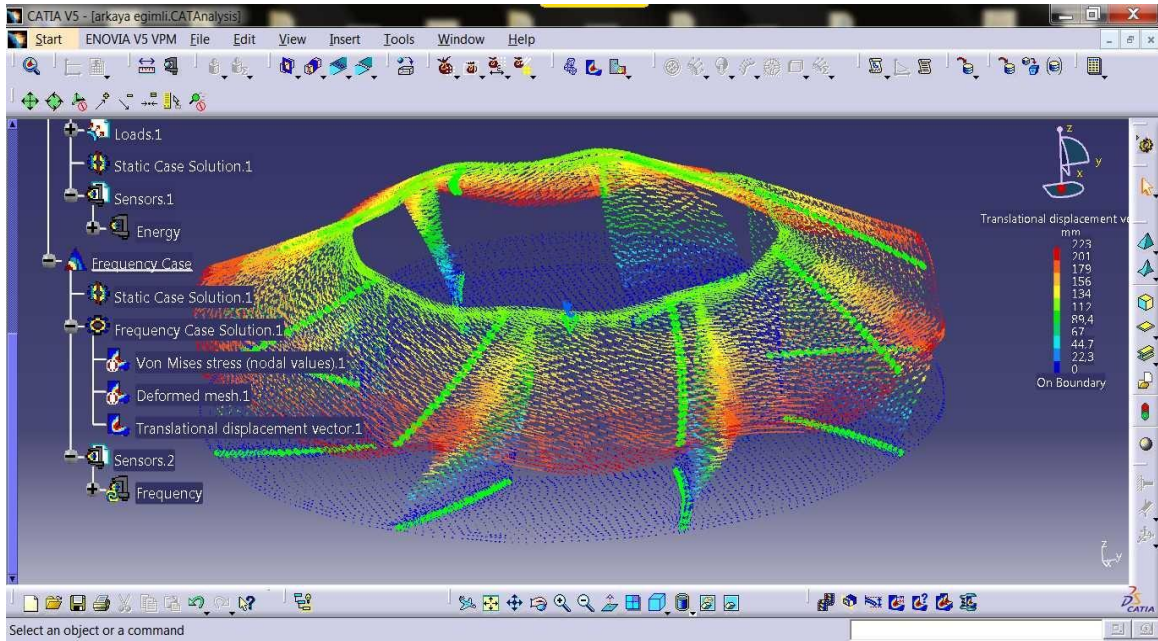 CATIA V5 - [arkaya egimli.CATAnalysis]
Start ENOVIA V5 VPM File Edit View Insert Tools Window Help
Loads.1
Static Case Solution.1
Sensors.1
Energy
Frequency Case
Static Case Solution.1
Frequency Case Solution.1
Von Mises stress (nodal values).1
Deformed mesh.1
Translational displacement vector.1
Sensors.2
Frequency
z
y
x
Translational displacement ve
mm
223
201
179
156
134
112
89,4
67
44,7
22,3
0
On Boundary
z
y
CATIA
Select an object or a command